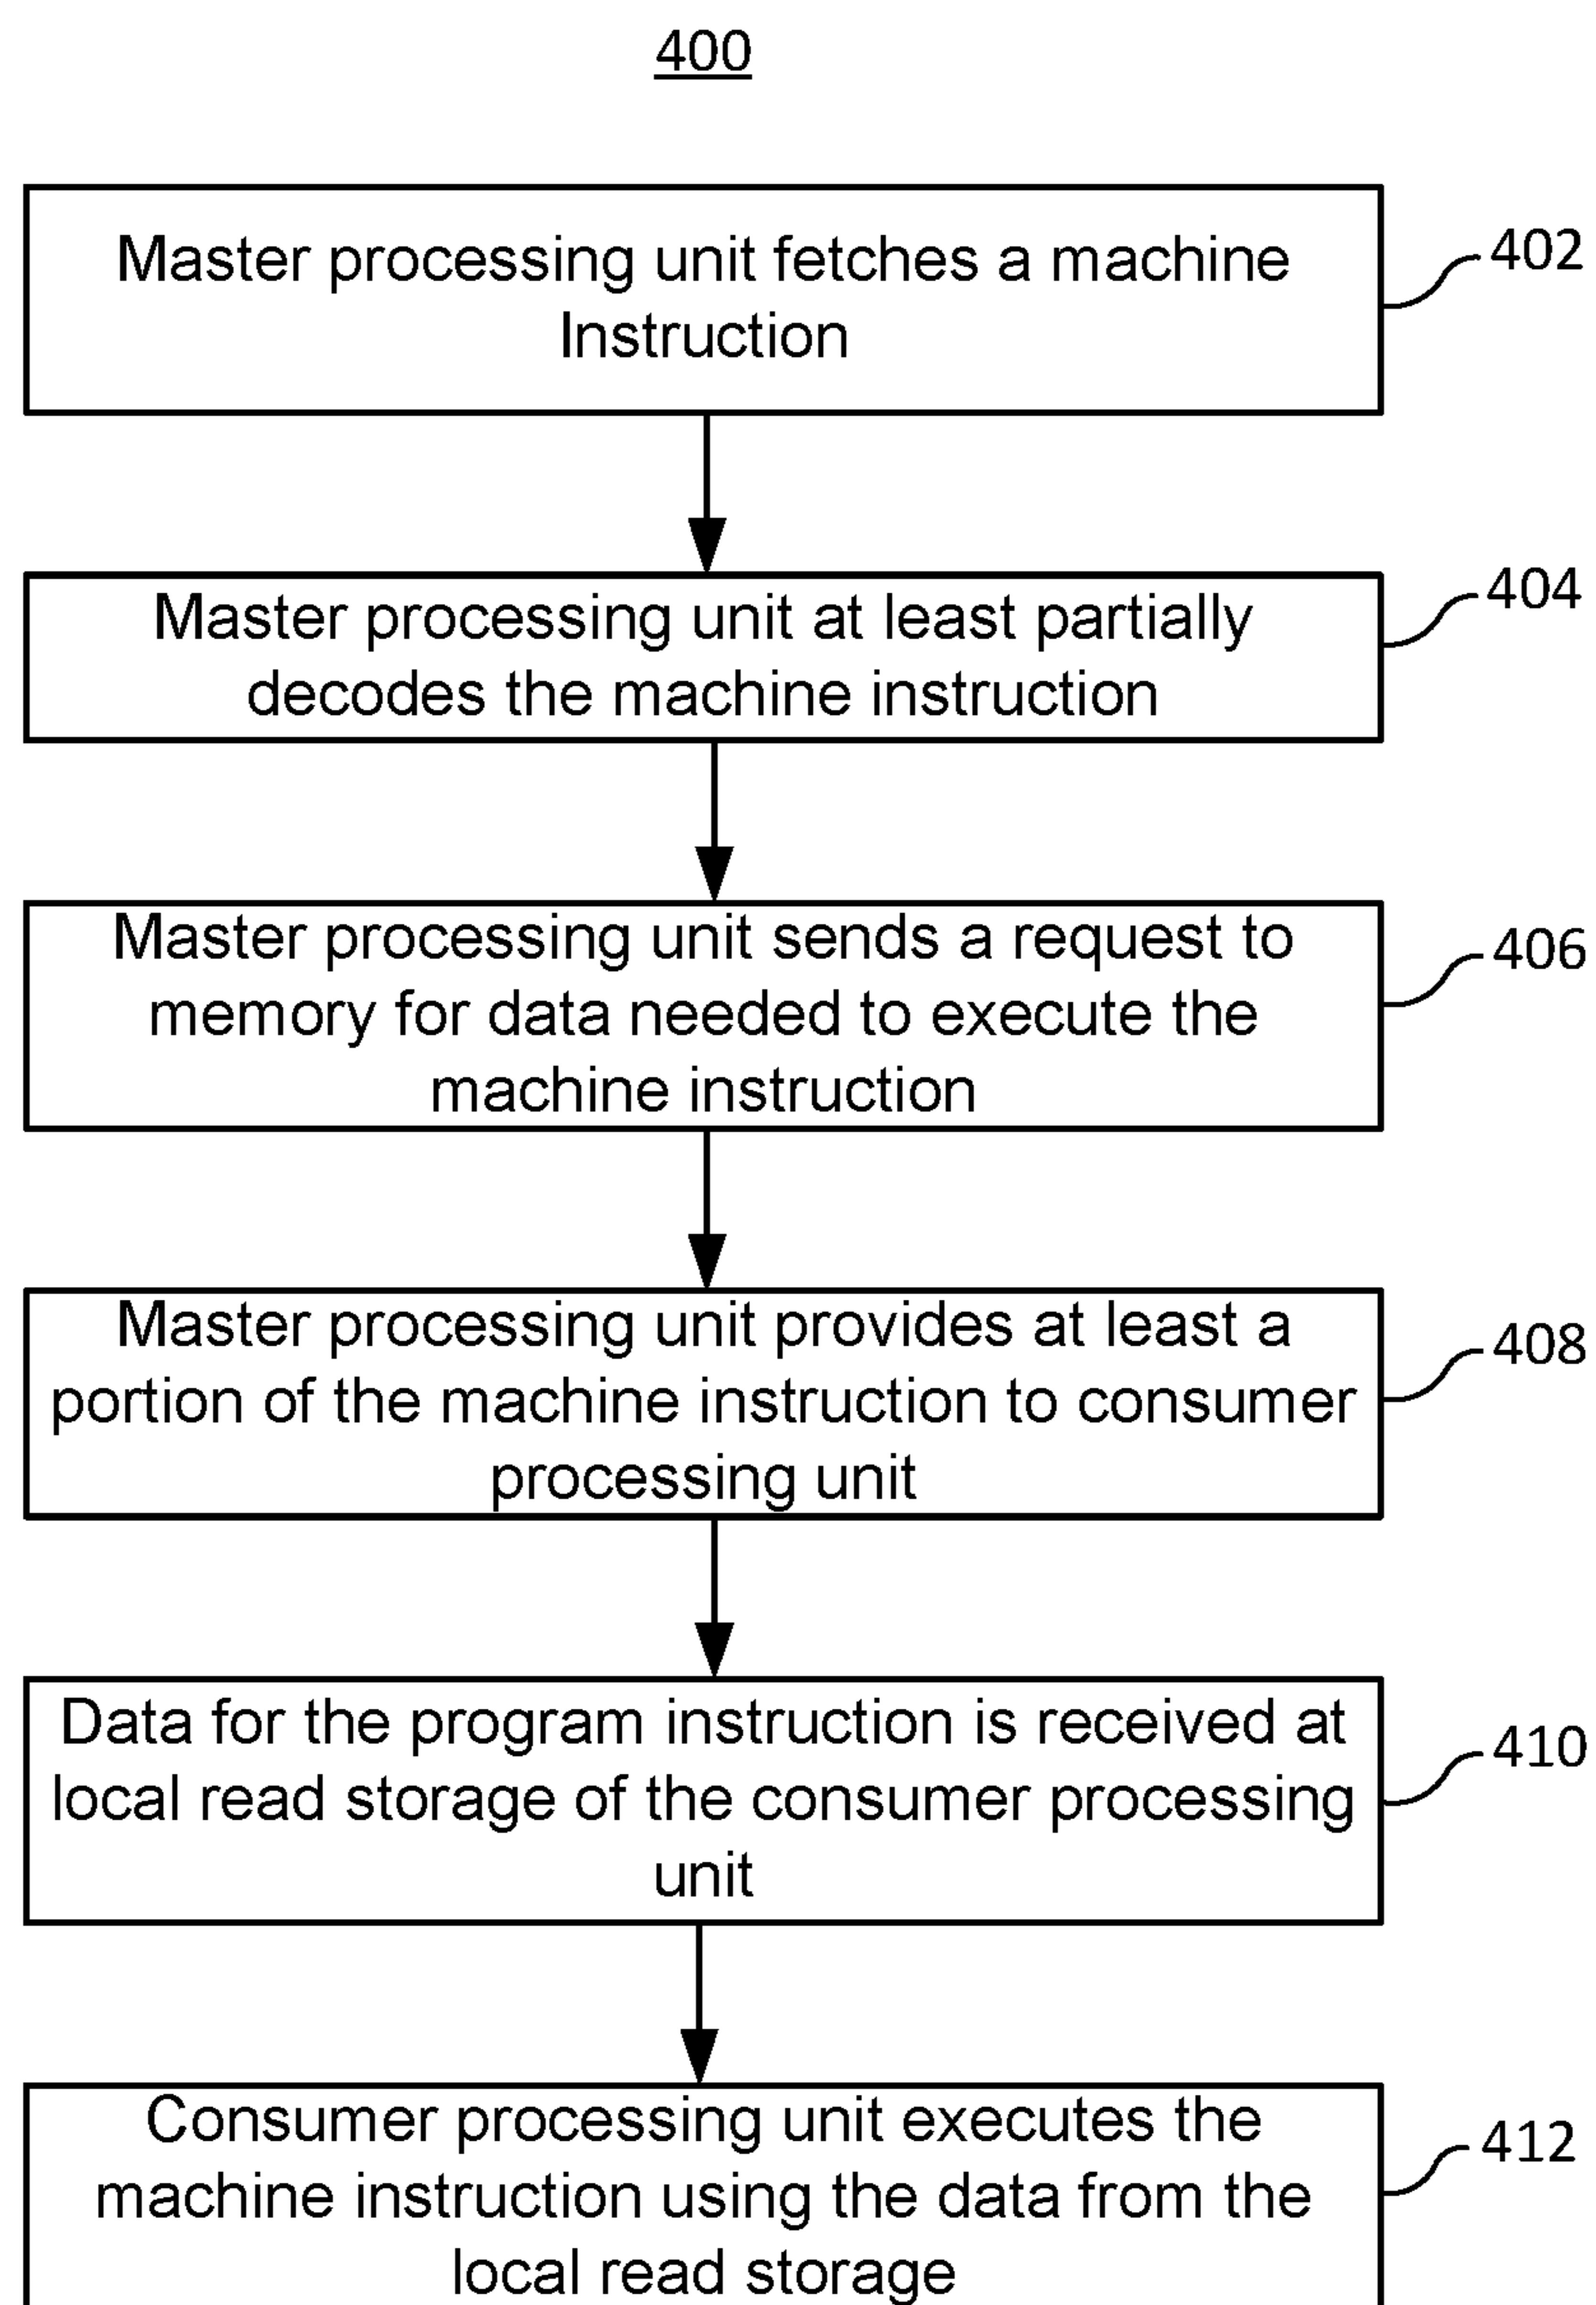 400
Master processing unit fetches a machine
Instruction
402
Master processing unit at least partially
decodes the machine instruction
404
Master processing unit sends a request to
memory for data needed to execute the
machine instruction
406
Master processing unit provides at least a
portion of the machine instruction to consumer
processing unit
408
Data for the program instruction is received at
local read storage of the consumer processing
unit
410
Consumer processing unit executes the
machine instruction using the data from the
local read storage
412